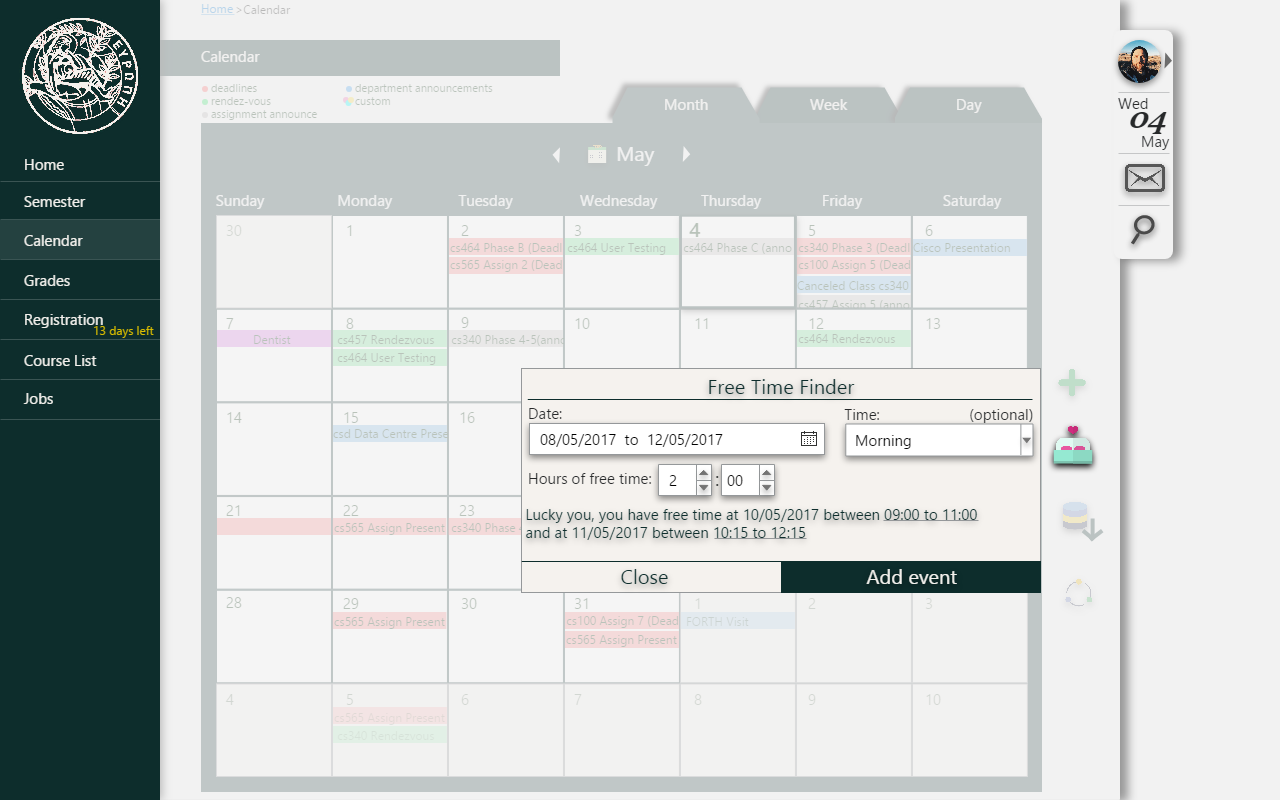 ΕΥΡΩΠΗ
Home
Semester
Calendar
Grades
Registration
13 days left
Course List
Jobs
Home >Calendar
Calendar
deadlines
department announcements
rendez-vous
custom
assignment announce
Month Week Day
May
Sunday Monday Tuesday Wednesday Thursday Friday Saturday
30 1 2 3 4 5 6
cs464 Phase B (Deadl
cs565 Assign 2 (Dead
cs464 User Testing
cs464 Phase C (anno
cs340 Phase 3 (Deadl
cs100 Assign 5 (Dead
Canceled Class cs340
cs457 Assign 5 (anno
Cisco Presentation
7 8 9 10 11 12 13
Dentist
cs457 Rendezvous
cs464 User Testing
cs340 Phase 4-5(anno
cs464 Rendezvous
14 15 16
csd Data Centre Prese
21 22 23
cs565 Assign Present
cs340 Phase 4
28 29 30 31 1 2 3
cs565 Assign Present
cs100 Assign 7 (Dead
cs565 Assign Present
FORTH Visit
4 5 6 7 8 9 10
cs565 Assign Present
cs340 Rendezvous
Free Time Finder
Date:
Time: (optional)
08/05/2017 to 12/05/2017
Morning
Hours of free time: 2 : 00
Lucky you, you have free time at 10/05/2017 between 09:00 to 11:00
and at 11/05/2017 between 10:15 to 12:15
Close
Add event
Wed
04
May